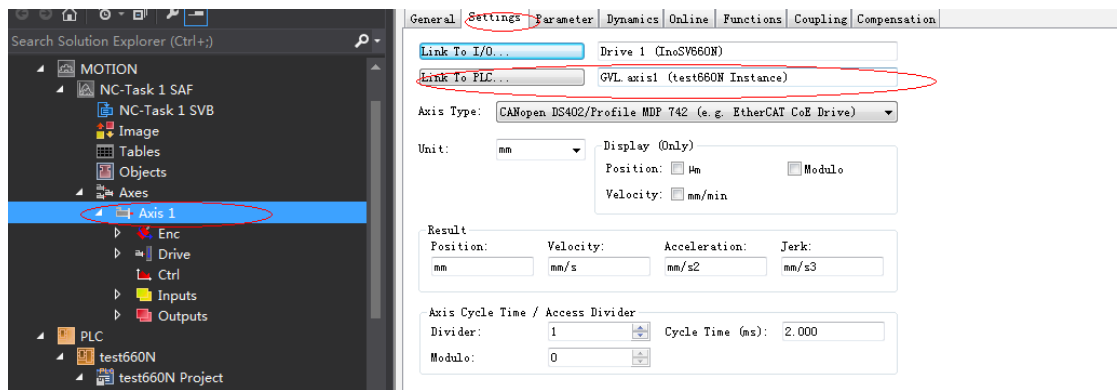 Search Solution Explorer (Ctrl+;)
MOTION
NC-Task 1 SAF
NC-Task 1 SVB
Image
Tables
Objects
Axes
Axis 1
Enc
Drive
Ctrl
Inputs
Outputs
PLC
test660N
test660N Project
General Settings Parameter Dynamics Online Functions Coupling Compensation
Link To I/O... Drive 1 (InoSV660N)
Link To PLC... GVL.axis1 (test660N Instance)
Axis Type: CANopen DS402/Profile MDP 742 (e.g. EtherCAT CoE Drive)
Unit: mm Display (Only)
Position: μm Modulo
Velocity: mm/min
Result
Position: Velocity: Acceleration: Jerk:
mm mm/s mm/s2 mm/s3
Axis Cycle Time / Access Divider
Divider: 1 Cycle Time (ms): 2.000
Modulo: 0